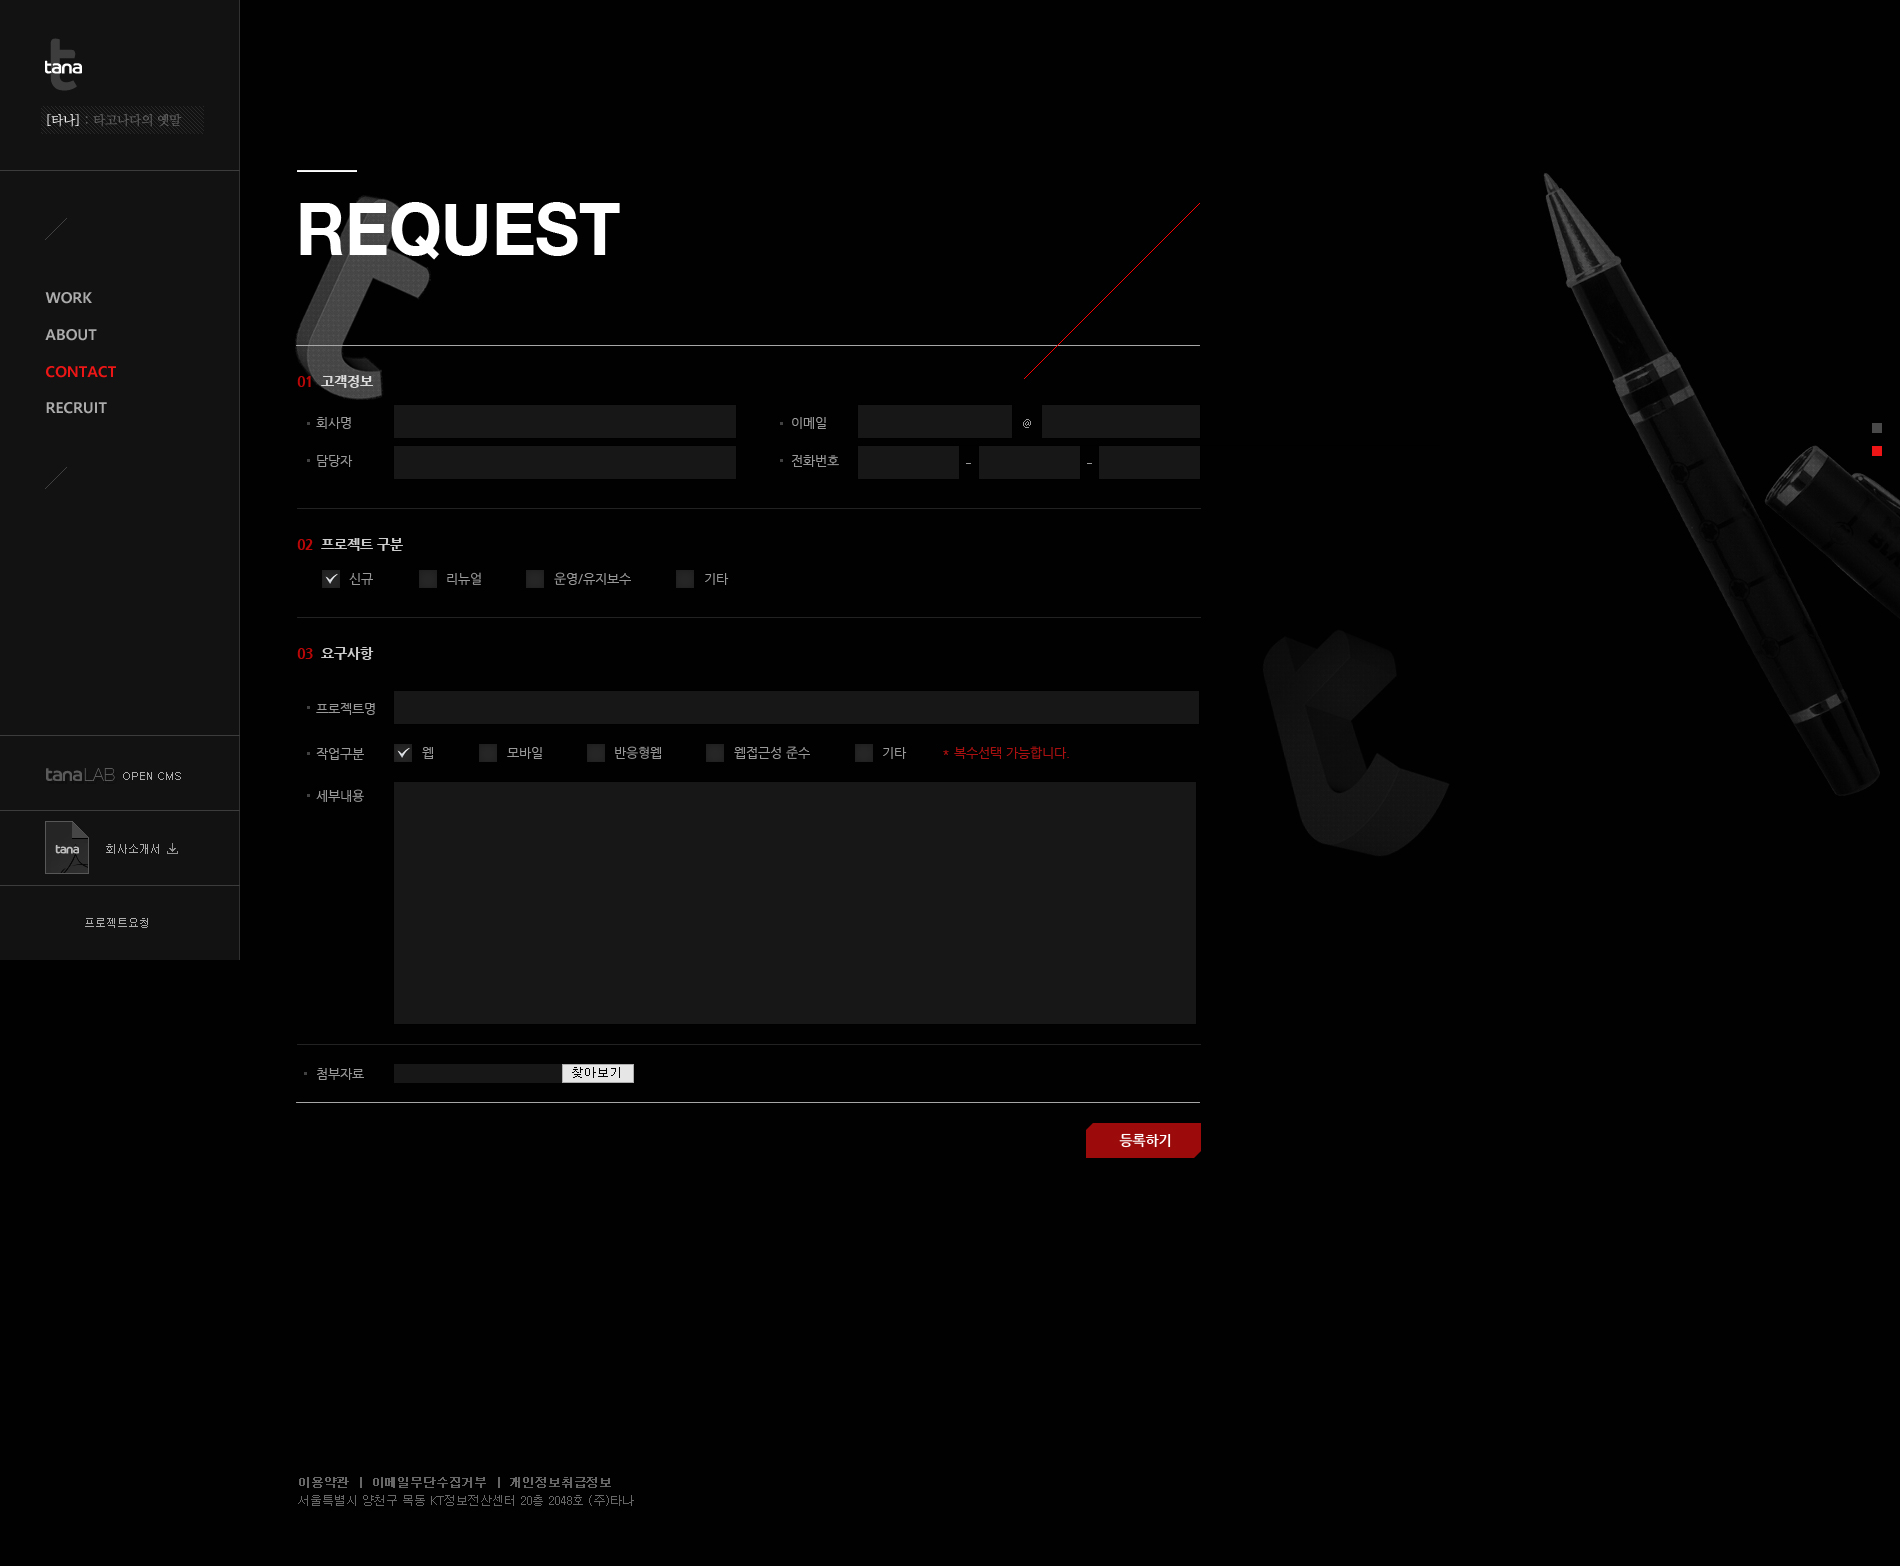 tana
[타나] : 타고나다의 옛말
WORK
ABOUT
CONTACT
RECRUIT
tanaLAB OPEN CMS
tana
회사소개서
프로젝트요청
REQUEST
01 고객정보
회사명
이메일 @
담당자
전화번호 - -
02 프로젝트 구분
신규 리뉴얼 운영/유지보수 기타
03 요구사항
프로젝트명
작업구분 웹 모바일 반응형웹 웹접근성 준수 기타 * 복수선택 가능합니다.
세부내용
첨부자료 찾아보기
등록하기
이용약관 | 이메일무단수집거부 | 개인정보취급정보
서울특별시 양천구 목동 KT정보전산센터 20층 2048호 (주)타나